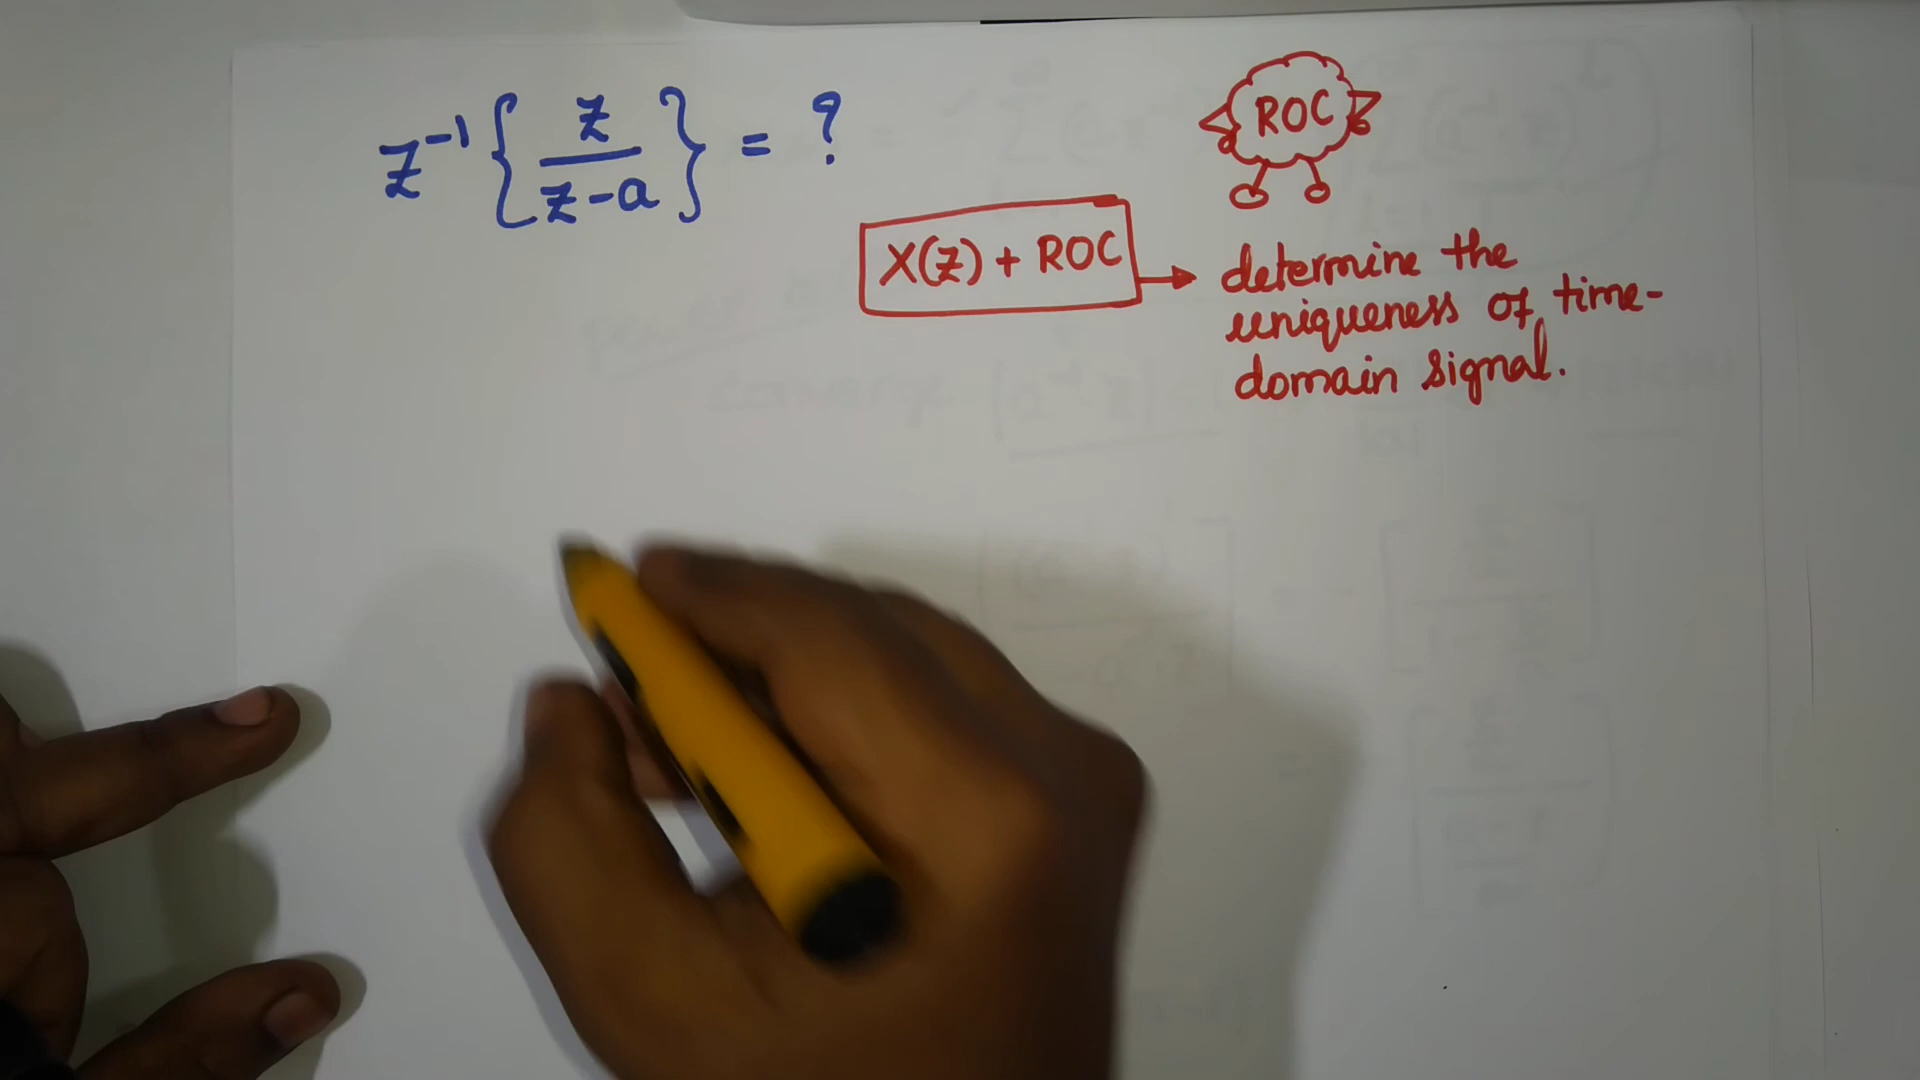 z⁻¹ { z / (z-a) } = ?
ROC
X(z) + ROC → determine the
uniqueness of time-
domain signal.